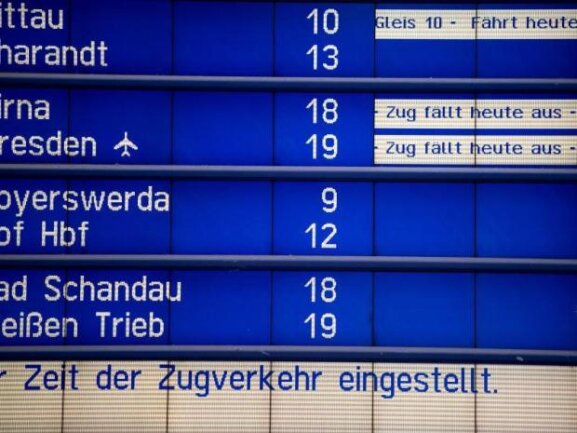 ittau 10 Gleis 10 - Fährt heute
harandt 13
irna 18 - Zug fällt heute aus -
resden ✈ 19 - Zug fällt heute aus -
oyerswerda 9
of Hbf 12
ad Schandau 18
eißen Trieb 19
r Zeit der Zugverkehr eingestellt.